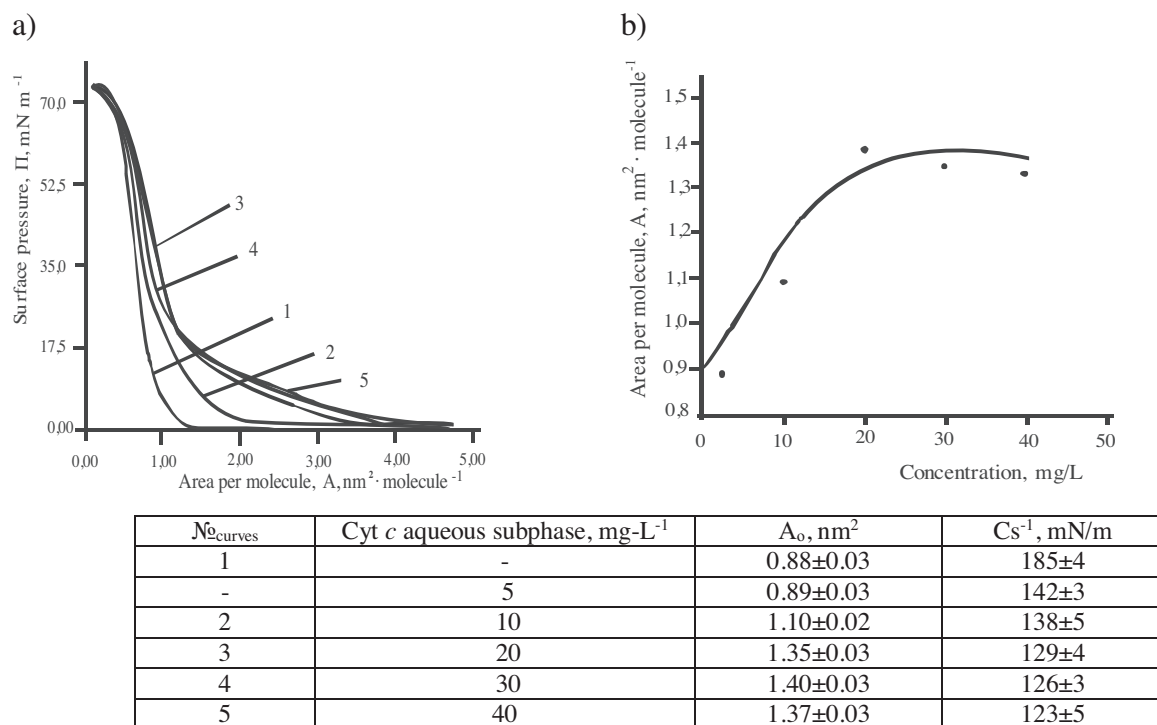 a)
Surface pressure, Π, mN m⁻¹
70,0
52.5
35,0
17.5
0,00
3
4
1
2
5
0,00 1,00 2,00 3,00 4,00 5,00
Area per molecule, A, nm²·molecule⁻¹
b)
Area per molecule, A, nm²·molecule⁻¹
1,5
1,4
1,3
1,2
1,1
1,0
0,9
0,8
0 10 20 30 40 50
Concentration, mg/L
№curves Cyt c aqueous subphase, mg-L⁻¹ Aₒ, nm² Cs⁻¹, mN/m
1 - 0.88±0.03 185±4
- 5 0.89±0.03 142±3
2 10 1.10±0.02 138±5
3 20 1.35±0.03 129±4
4 30 1.40±0.03 126±3
5 40 1.37±0.03 123±5